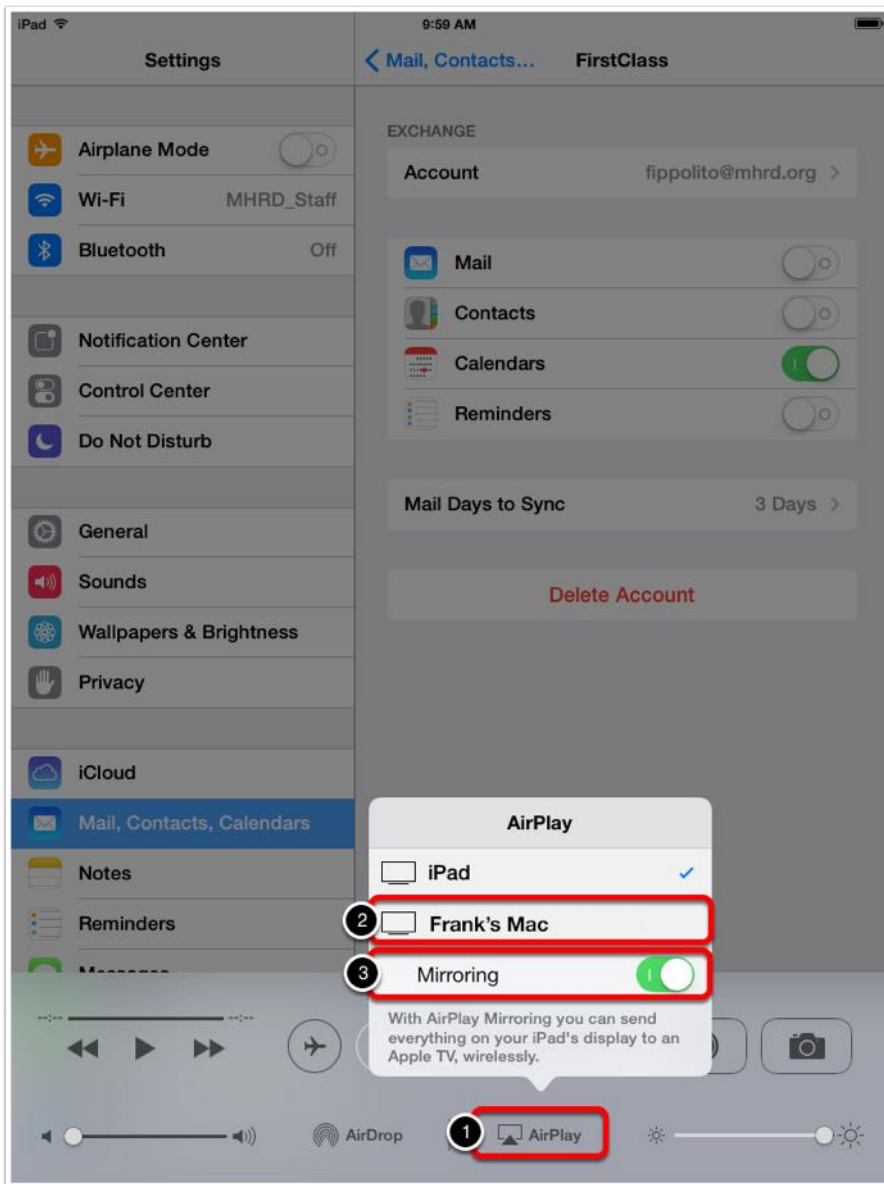 iPad
9:59 AM
Settings
Mail, Contacts...
FirstClass
Airplane Mode
Wi-Fi
MHRD_Staff
Bluetooth
Off
Notification Center
Control Center
Do Not Disturb
General
Sounds
Wallpapers & Brightness
Privacy
iCloud
Mail, Contacts, Calendars
Notes
Reminders
Messages
EXCHANGE
Account
fippolito@mhrd.org
Mail
Contacts
Calendars
Reminders
Mail Days to Sync
3 Days
Delete Account
AirPlay
iPad
2
Frank's Mac
3
Mirroring
With AirPlay Mirroring you can send
everything on your iPad's display to an
Apple TV, wirelessly.
--:--
--:--
AirDrop
1
AirPlay